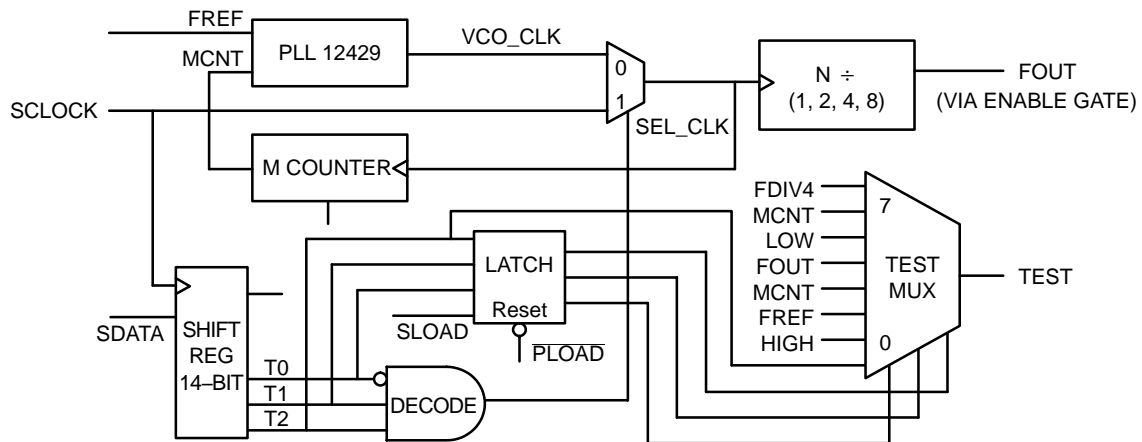 FREF
MCNT
PLL 12429
VCO_CLK
0
1
SCLOCK
SEL_CLK
N ÷
(1, 2, 4, 8)
FOUT
(VIA ENABLE GATE)
M COUNTER
FDIV4
MCNT
LOW
FOUT
MCNT
FREF
HIGH
7
TEST
MUX
0
TEST
LATCH
Reset
SLOAD
PLOAD
SDATA
SHIFT
REG
14–BIT
T0
T1
T2
DECODE